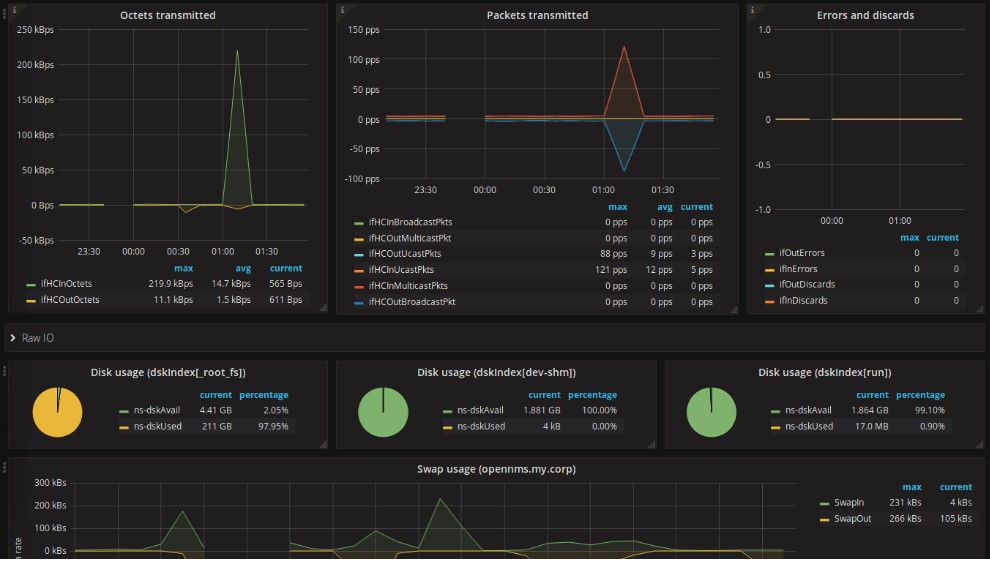 Octets transmitted
250 kBps
200 kBps
150 kBps
100 kBps
50 kBps
0 Bps
-50 kBps
23:30 00:00 00:30 01:00 01:30
max avg current
ifHCInOctets 219.9 kBps 14.7 kBps 565 Bps
ifHCOutOctets 11.1 kBps 1.5 kBps 611 Bps
Packets transmitted
150 pps
100 pps
50 pps
0 pps
-50 pps
-100 pps
23:30 00:00 00:30 01:00 01:30
max avg current
ifHCInBroadcastPkts 0 pps 0 pps 0 pps
ifHCOutMulticastPkt 0 pps 0 pps 0 pps
ifHCOutUcastPkts 88 pps 9 pps 3 pps
ifHCInUcastPkts 121 pps 12 pps 5 pps
ifHCInMulticastPkts 0 pps 0 pps 0 pps
ifHCOutBroadcastPkt 0 pps 0 pps 0 pps
Errors and discards
1.0
0.5
0
-0.5
-1.0
00:00 01:00
max current
ifOutErrors 0 0
ifInErrors 0 0
ifOutDiscards 0 0
ifInDiscards 0 0
Raw IO
Disk usage (dskIndex[_root_fs])
current percentage
ns-dskAvail 4.41 GB 2.05%
ns-dskUsed 211 GB 97.95%
Disk usage (dskIndex[dev-shm])
current percentage
ns-dskAvail 1.881 GB 100.00%
ns-dskUsed 4 kB 0.00%
Disk usage (dskIndex[run])
current percentage
ns-dskAvail 1.864 GB 99.10%
ns-dskUsed 17.0 MB 0.90%
Swap usage (opennms.my.corp)
300 kBs
200 kBs
100 kBs
0 kBs
a rate
max current
SwapIn 231 kBs 4 kBs
SwapOut 266 kBs 105 kBs